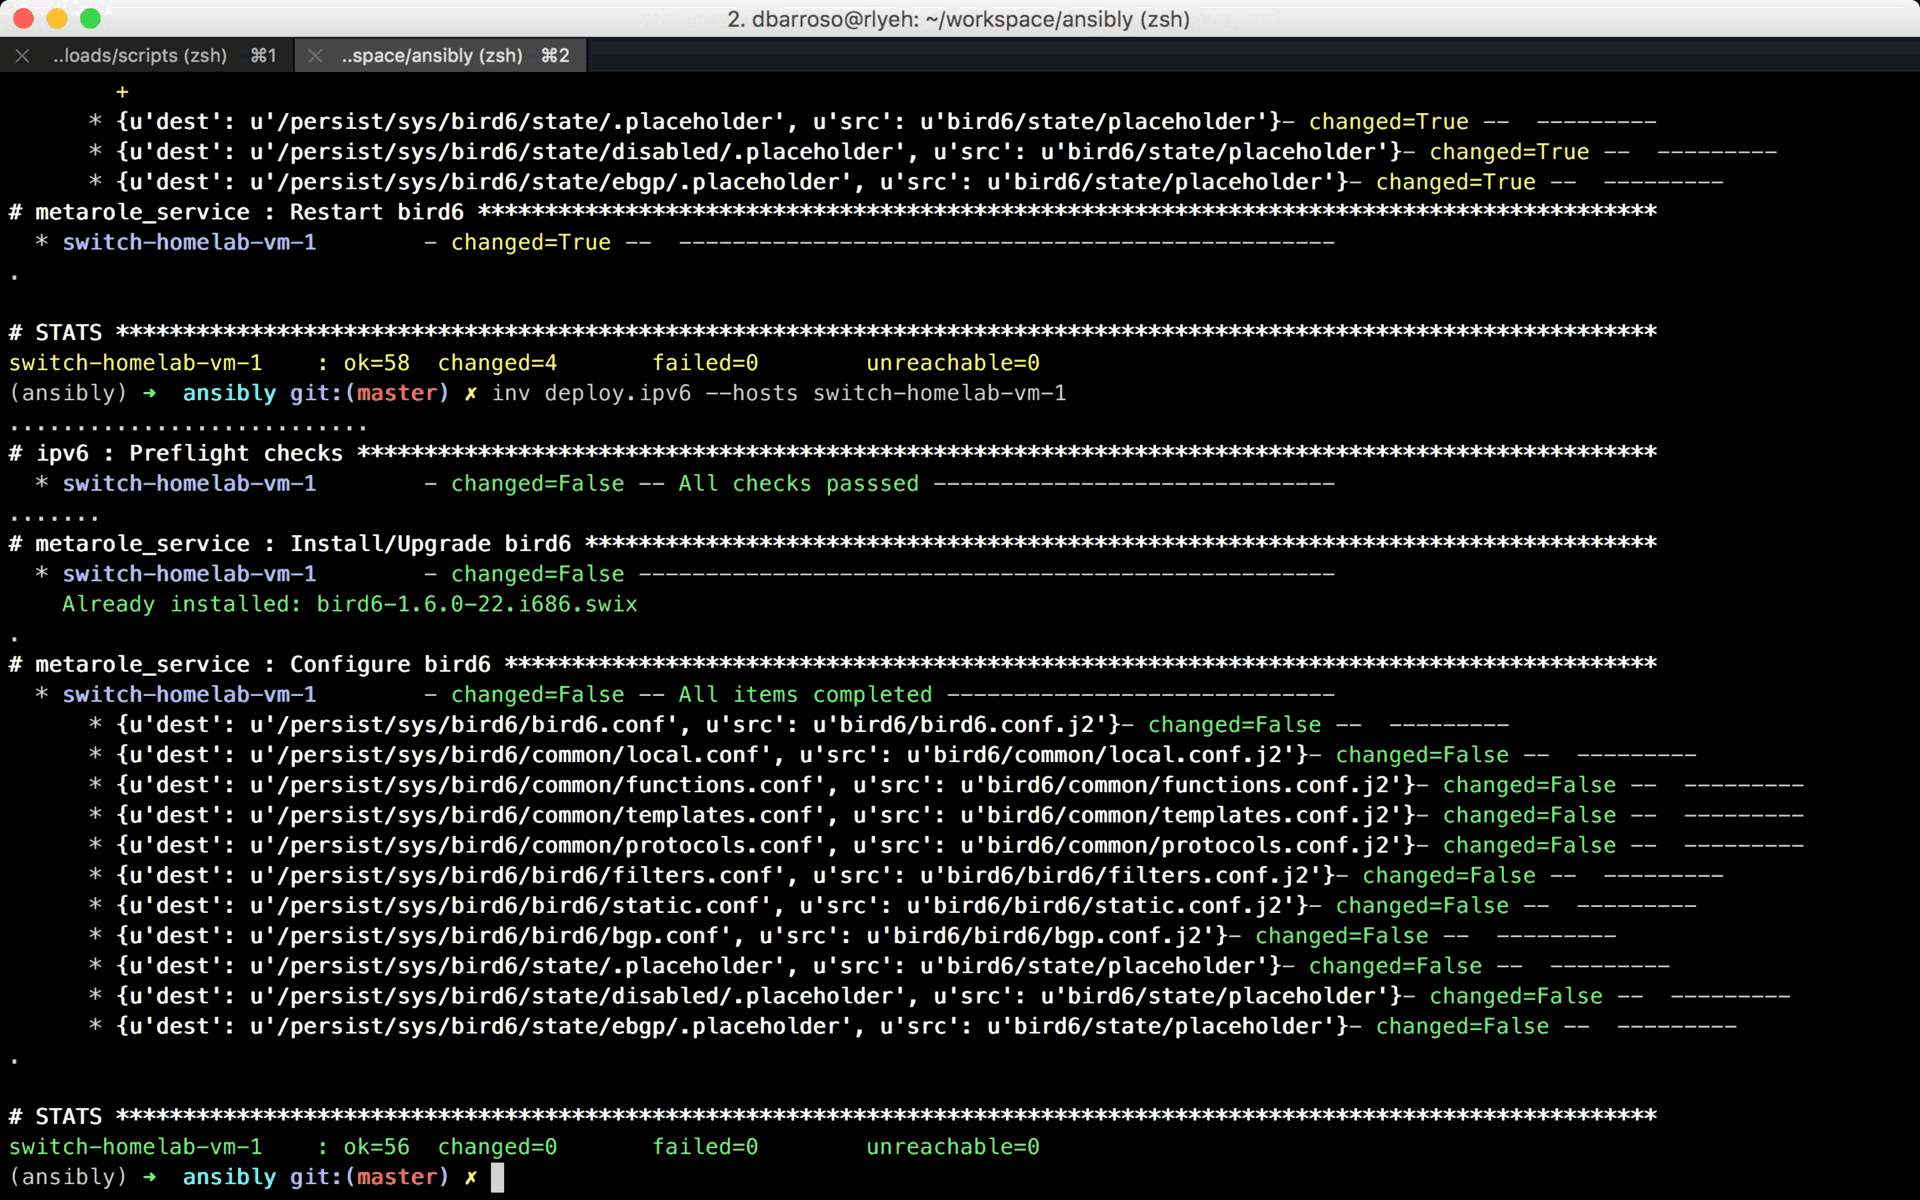 2. dbarroso@rlyeh: ~/workspace/ansibly (zsh)
..loads/scripts (zsh) ⌘1 ..space/ansibly (zsh) ⌘2
+
* {u'dest': u'/persist/sys/bird6/state/.placeholder', u'src': u'bird6/state/placeholder'}- changed=True -- ---------
* {u'dest': u'/persist/sys/bird6/state/disabled/.placeholder', u'src': u'bird6/state/placeholder'}- changed=True -- ---------
* {u'dest': u'/persist/sys/bird6/state/ebgp/.placeholder', u'src': u'bird6/state/placeholder'}- changed=True -- ---------
# metarole_service : Restart bird6 ****************************************************************************************
* switch-homelab-vm-1 - changed=True -- -------------------------------------------------
.
# STATS *******************************************************************************************************************
switch-homelab-vm-1 : ok=58 changed=4 failed=0 unreachable=0
(ansibly) ➜ ansibly git:(master) ✗ inv deploy.ipv6 --hosts switch-homelab-vm-1
...........................
# ipv6 : Preflight checks *************************************************************************************************
* switch-homelab-vm-1 - changed=False -- All checks passsed ------------------------------
.......
# metarole_service : Install/Upgrade bird6 ********************************************************************************
* switch-homelab-vm-1 - changed=False ----------------------------------------------------
Already installed: bird6-1.6.0-22.i686.swix
.
# metarole_service : Configure bird6 **************************************************************************************
* switch-homelab-vm-1 - changed=False -- All items completed -----------------------------
* {u'dest': u'/persist/sys/bird6/bird6.conf', u'src': u'bird6/bird6.conf.j2'}- changed=False -- ---------
* {u'dest': u'/persist/sys/bird6/common/local.conf', u'src': u'bird6/common/local.conf.j2'}- changed=False -- ---------
* {u'dest': u'/persist/sys/bird6/common/functions.conf', u'src': u'bird6/common/functions.conf.j2'}- changed=False -- ---------
* {u'dest': u'/persist/sys/bird6/common/templates.conf', u'src': u'bird6/common/templates.conf.j2'}- changed=False -- ---------
* {u'dest': u'/persist/sys/bird6/common/protocols.conf', u'src': u'bird6/common/protocols.conf.j2'}- changed=False -- ---------
* {u'dest': u'/persist/sys/bird6/bird6/filters.conf', u'src': u'bird6/bird6/filters.conf.j2'}- changed=False -- ---------
* {u'dest': u'/persist/sys/bird6/bird6/static.conf', u'src': u'bird6/bird6/static.conf.j2'}- changed=False -- ---------
* {u'dest': u'/persist/sys/bird6/bird6/bgp.conf', u'src': u'bird6/bird6/bgp.conf.j2'}- changed=False -- ---------
* {u'dest': u'/persist/sys/bird6/state/.placeholder', u'src': u'bird6/state/placeholder'}- changed=False -- ---------
* {u'dest': u'/persist/sys/bird6/state/disabled/.placeholder', u'src': u'bird6/state/placeholder'}- changed=False -- ---------
* {u'dest': u'/persist/sys/bird6/state/ebgp/.placeholder', u'src': u'bird6/state/placeholder'}- changed=False -- ---------
.
# STATS *******************************************************************************************************************
switch-homelab-vm-1 : ok=56 changed=0 failed=0 unreachable=0
(ansibly) ➜ ansibly git:(master) ✗